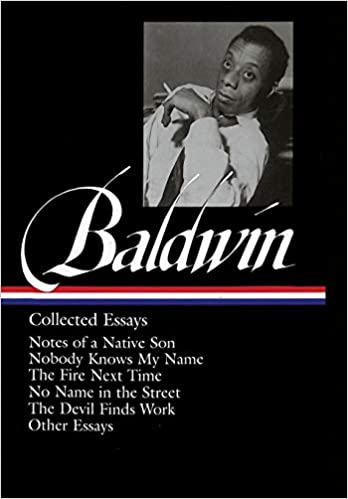 Baldwin
Collected Essays
Notes of a Native Son
Nobody Knows My Name
The Fire Next Time
No Name in the Street
The Devil Finds Work
Other Essays